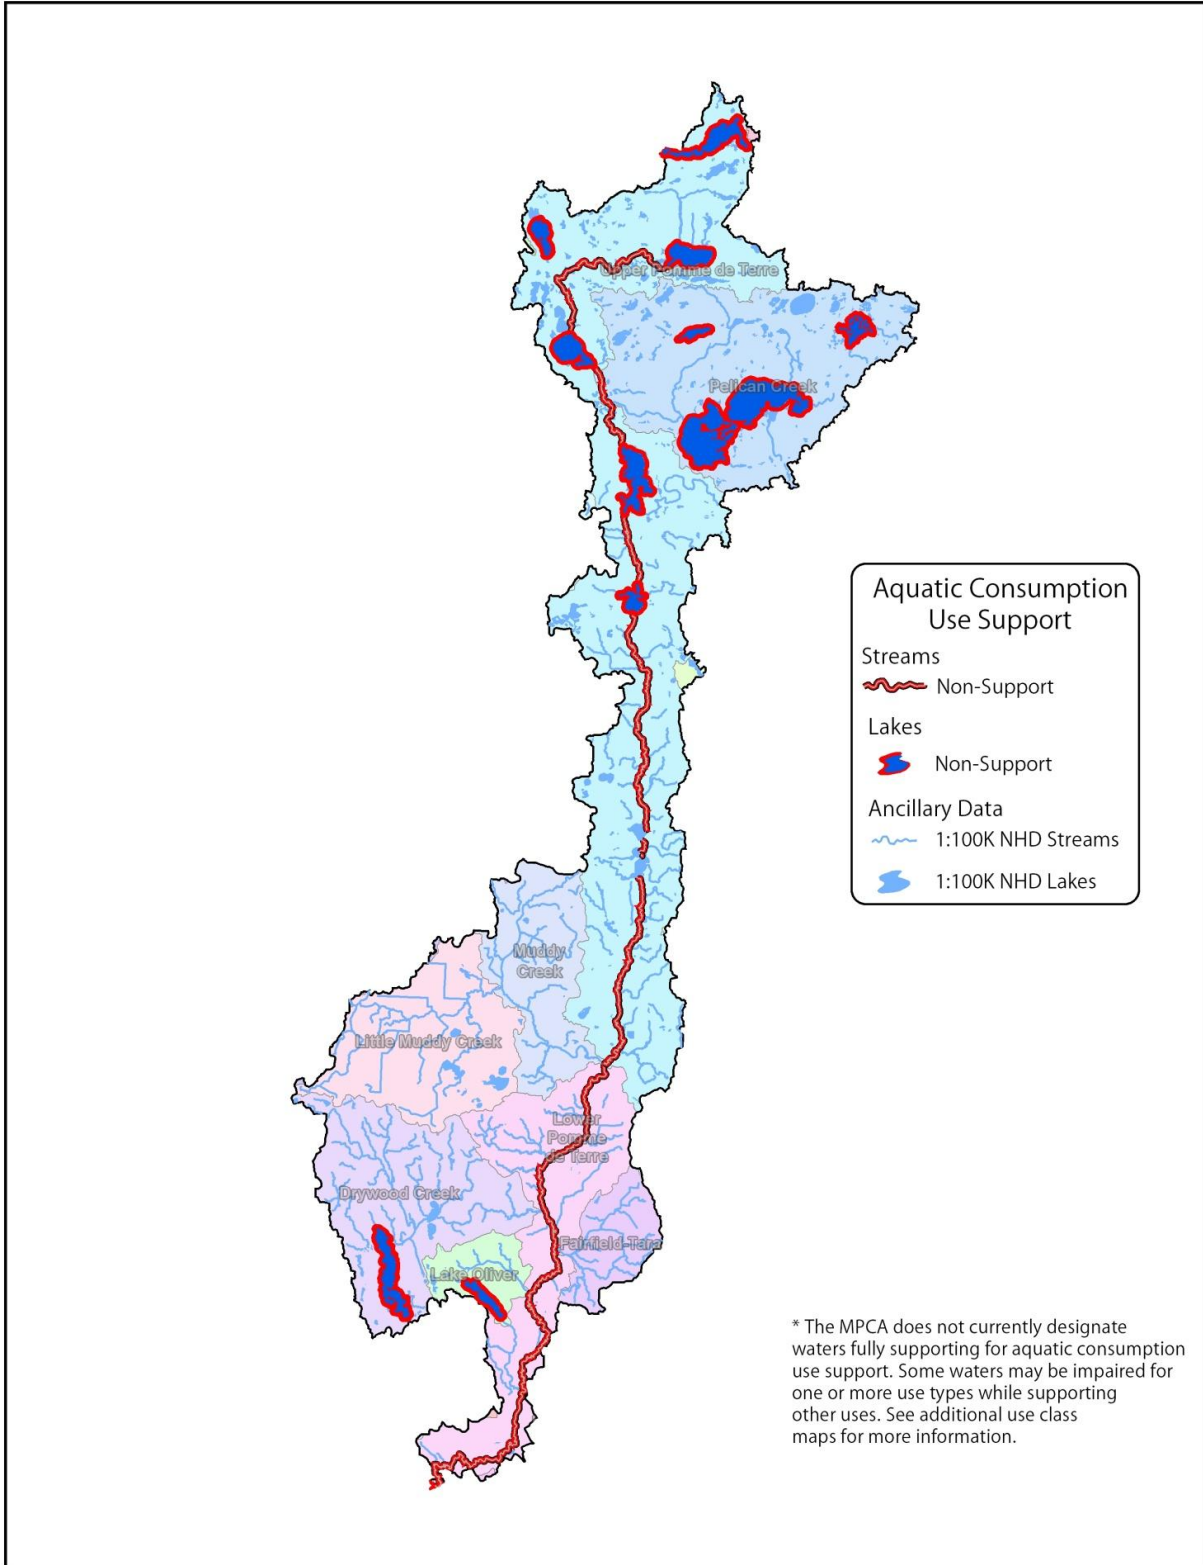 Upper Pomme de Terre
Pelican Creek
Aquatic Consumption
Use Support
Streams
Non-Support
Lakes
Non-Support
Ancillary Data
1:100K NHD Streams
1:100K NHD Lakes
Muddy
Creek
Little Muddy Creek
Lower
Pomme
de Terre
Drywood Creek
Fairfield-Tara
Lake Oliver
* The MPCA does not currently designate
waters fully supporting for aquatic consumption
use support. Some waters may be impaired for
one or more use types while supporting
other uses. See additional use class
maps for more information.